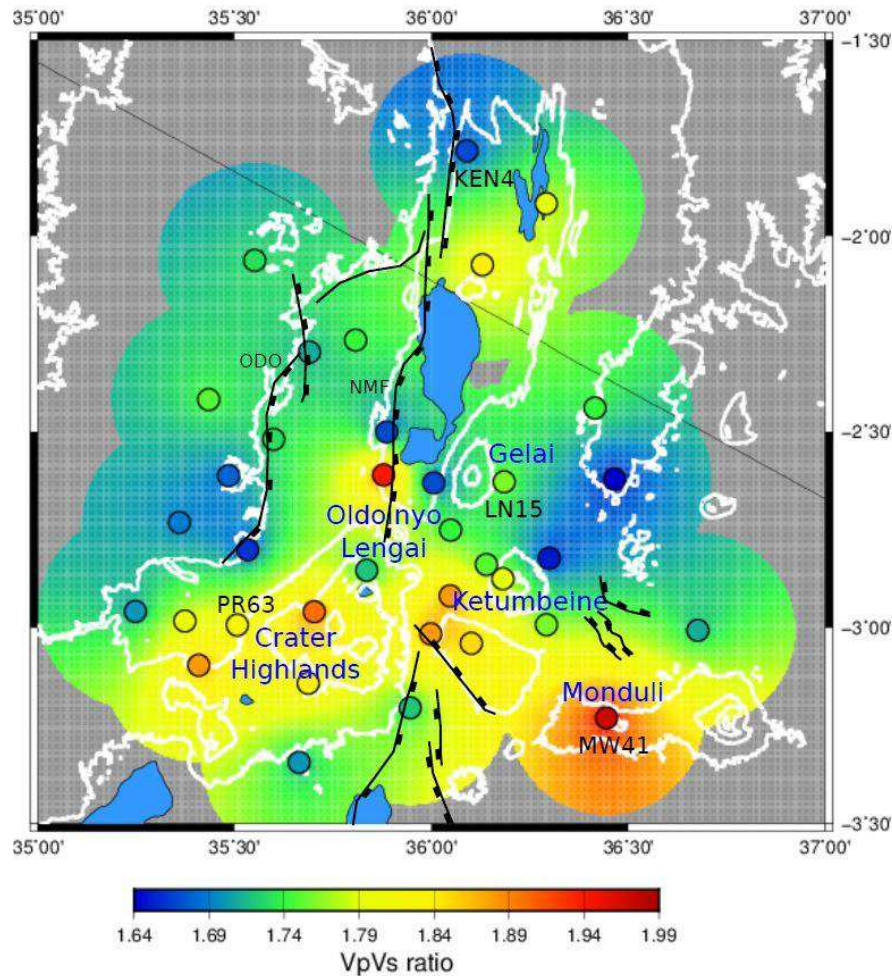 35°00' 35°30' 36°00' 36°30' 37°00'
−1°30'
KEN4
−2°00'
ODO
NMF
−2°30'
Gelai
LN15
Oldoinyo
Lengai
Ketumbeine
PR63
−3°00'
Crater
Highlands
Monduli
MW41
−3°30'
35°00' 35°30' 36°00' 36°30' 37°00'
1.64 1.69 1.74 1.79 1.84 1.89 1.94 1.99
VpVs ratio